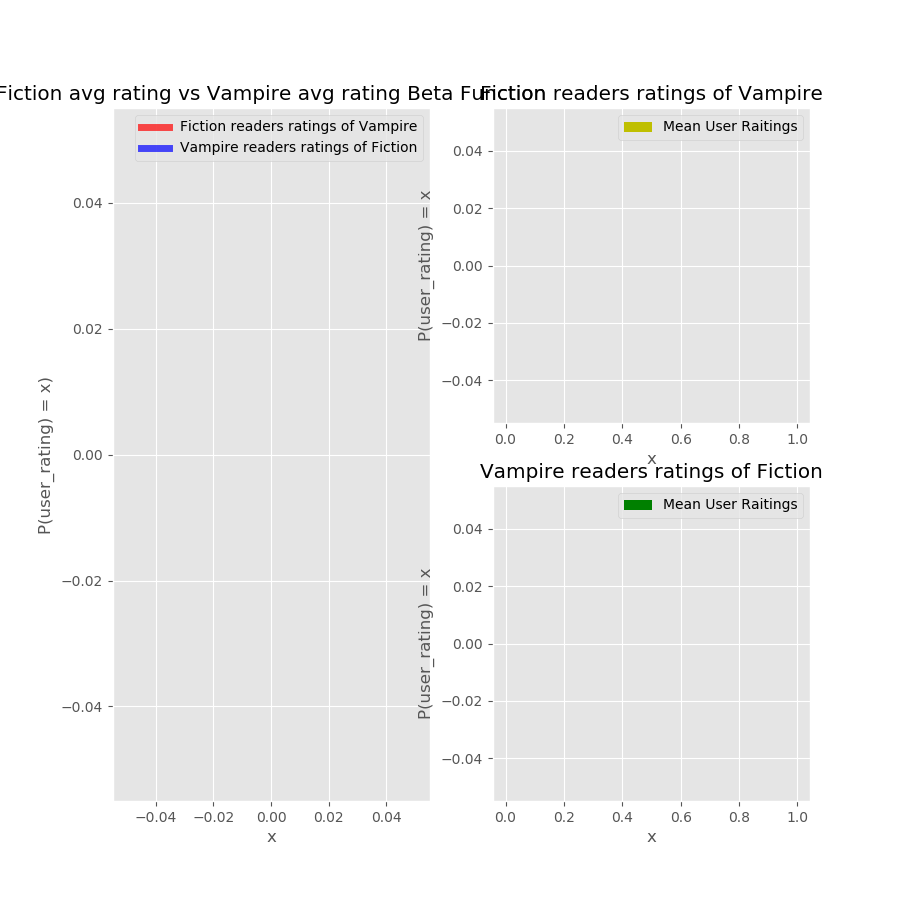 Fiction avg rating vs Vampire avg rating Beta Function
Fiction readers ratings of Vampire
Vampire readers ratings of Fiction
0.04
0.02
0.00
−0.02
−0.04
P(user_rating) = x)
−0.04 −0.02 0.00 0.02 0.04
x
Fiction readers ratings of Vampire
Mean User Raitings
0.04
0.02
0.00
−0.02
−0.04
P(user_rating) = x
0.0 0.2 0.4 0.6 0.8 1.0
x
Vampire readers ratings of Fiction
Mean User Raitings
0.04
0.02
0.00
−0.02
−0.04
P(user_rating) = x
0.0 0.2 0.4 0.6 0.8 1.0
x